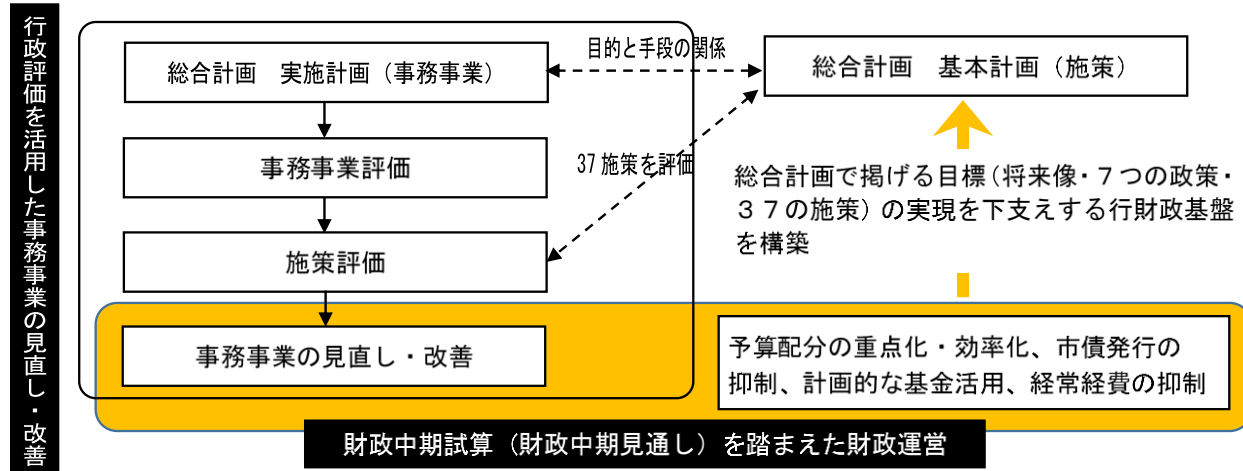 行政評価を活用した事務事業の見直し・改善
総合計画　実施計画（事務事業）
目的と手段の関係
総合計画　基本計画（施策）
事務事業評価
37 施策を評価
施策評価
総合計画で掲げる目標（将来像・７つの政策・
３７の施策）の実現を下支えする行財政基盤
を構築
事務事業の見直し・改善
予算配分の重点化・効率化、市債発行の
抑制、計画的な基金活用、経常経費の抑制
財政中期試算（財政中期見通し）を踏まえた財政運営